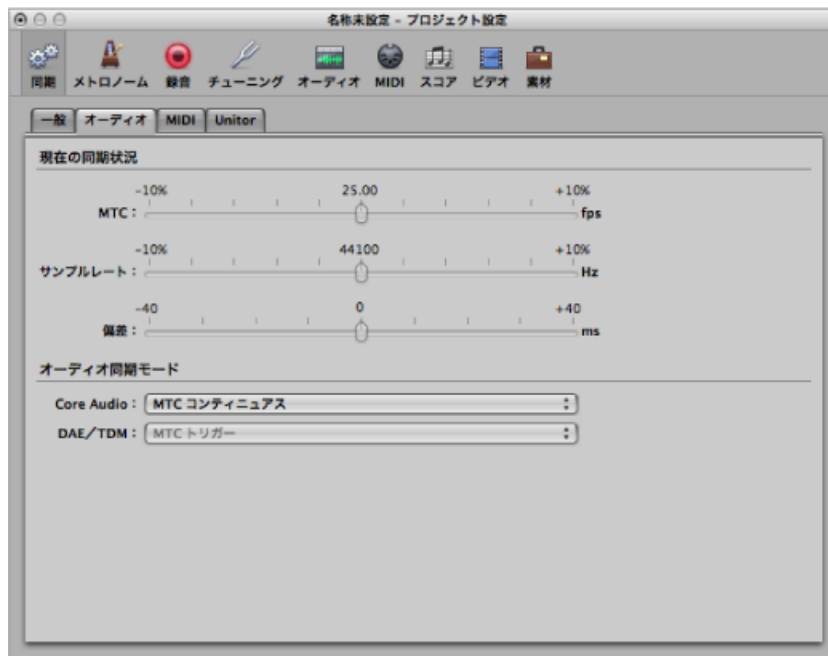 名称未設定 – プロジェクト設定
同期 メトロノーム 録音 チューニング オーディオ MIDI スコア ビデオ 素材
一般 オーディオ MIDI Unitor
現在の同期状況
-10% 25.00 +10%
MTC： fps
-10% 44100 +10%
サンプルレート： Hz
-40 0 +40
偏差： ms
オーディオ同期モード
Core Audio： MTC コンティニュアス
DAE/TDM： MTC トリガー